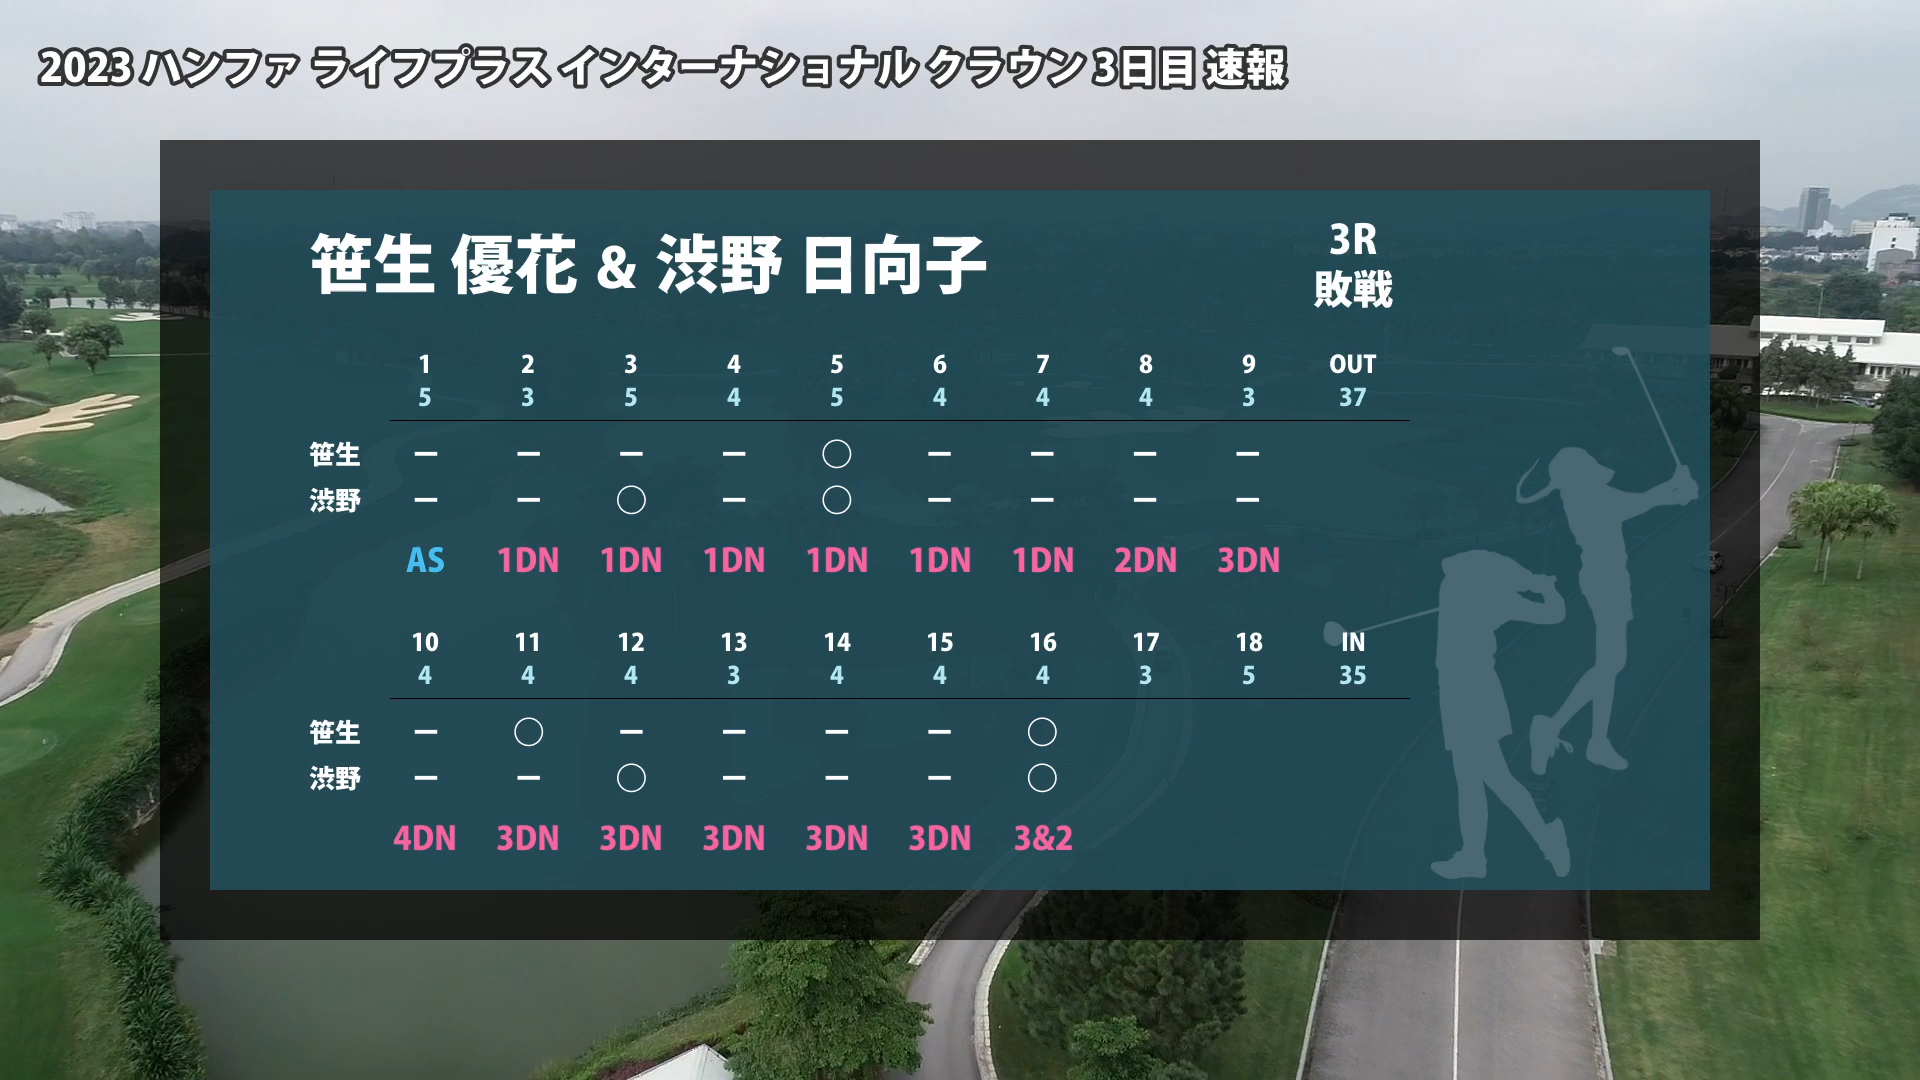 2023 ハンファ ライフプラス インターナショナル クラウン 3日目 速報
笹生 優花 & 渋野 日向子
3R
敗戦
1 2 3 4 5 6 7 8 9 OUT
5 3 5 4 5 4 4 4 3 37
笹生 ー ー ー ー ○ ー ー ー ー
渋野 ー ー ○ ー ○ ー ー ー ー
AS 1DN 1DN 1DN 1DN 1DN 1DN 2DN 3DN
10 11 12 13 14 15 16 17 18 IN
4 4 4 3 4 4 4 3 5 35
笹生 ー ○ ー ー ー ー ○
渋野 ー ー ○ ー ー ー ○
4DN 3DN 3DN 3DN 3DN 3DN 3&2